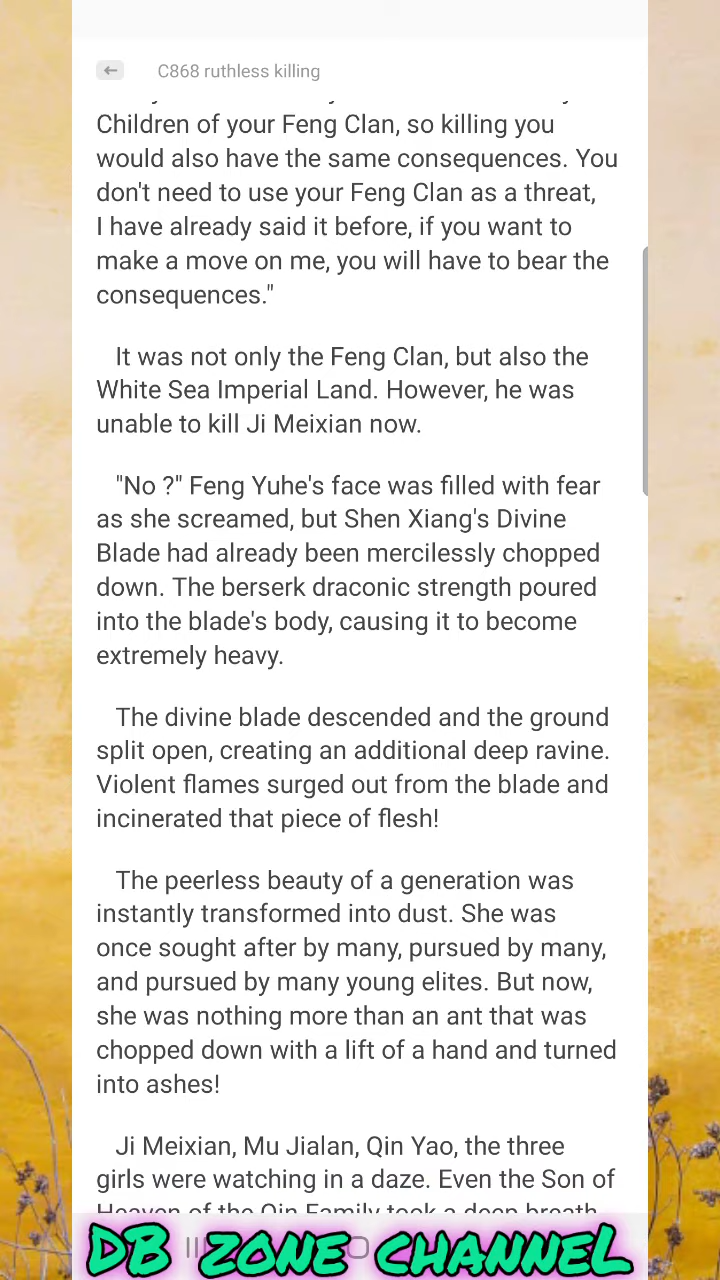 C868 ruthless killing
Children of your Feng Clan, so killing you
would also have the same consequences. You
don't need to use your Feng Clan as a threat,
I have already said it before, if you want to
make a move on me, you will have to bear the
consequences."
It was not only the Feng Clan, but also the
White Sea Imperial Land. However, he was
unable to kill Ji Meixian now.
"No ?" Feng Yuhe's face was filled with fear
as she screamed, but Shen Xiang's Divine
Blade had already been mercilessly chopped
down. The berserk draconic strength poured
into the blade's body, causing it to become
extremely heavy.
The divine blade descended and the ground
split open, creating an additional deep ravine.
Violent flames surged out from the blade and
incinerated that piece of flesh!
The peerless beauty of a generation was
instantly transformed into dust. She was
once sought after by many, pursued by many,
and pursued by many young elites. But now,
she was nothing more than an ant that was
chopped down with a lift of a hand and turned
into ashes!
Ji Meixian, Mu Jialan, Qin Yao, the three
girls were watching in a daze. Even the Son of
Heaven of the Qin Family took a deep breath
DB ZONE CHANNEL